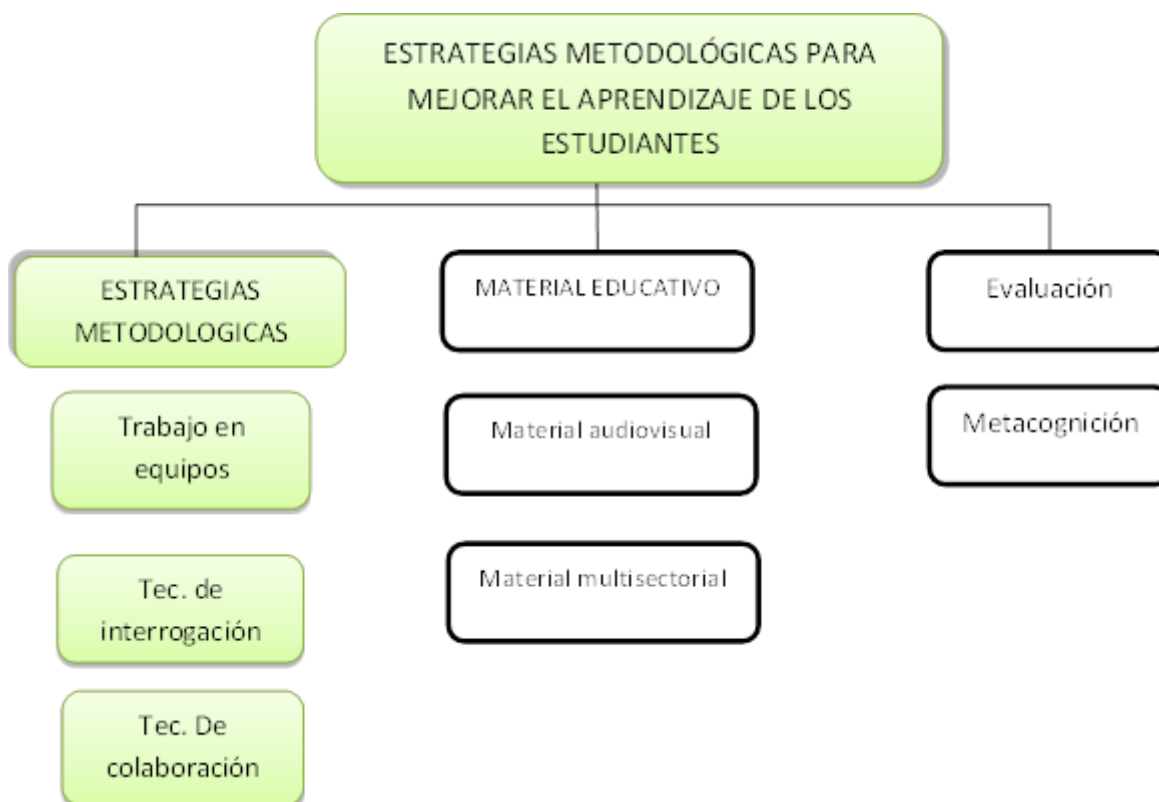 ESTRATEGIAS METODOLÓGICAS PARA
MEJORAR EL APRENDIZAJE DE LOS
ESTUDIANTES
ESTRATEGIAS
METODOLOGICAS
Trabajo en
equipos
Tec. de
interrogación
Tec. De
colaboración
MATERIAL EDUCATIVO
Material audiovisual
Material multisectorial
Evaluación
Metacognición